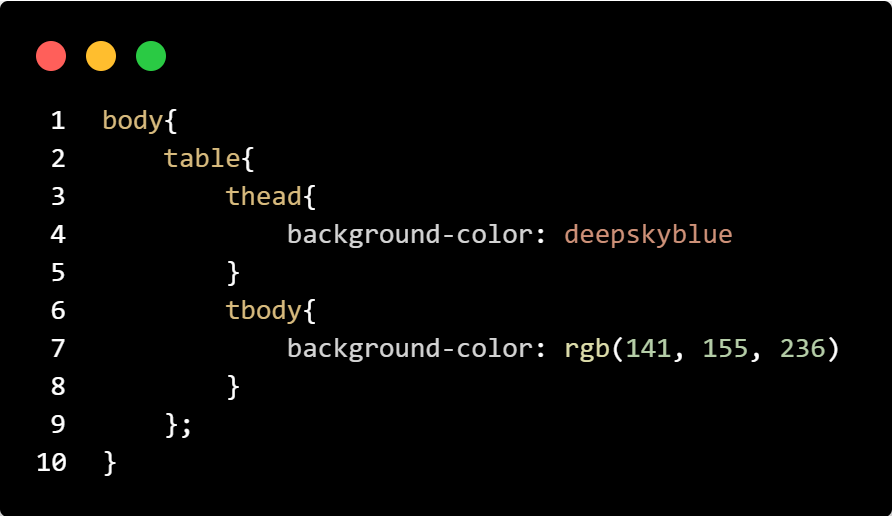 1 body{
2     table{
3         thead{
4             background-color: deepskyblue
5         }
6         tbody{
7             background-color: rgb(141, 155, 236)
8         }
9     };
10 }